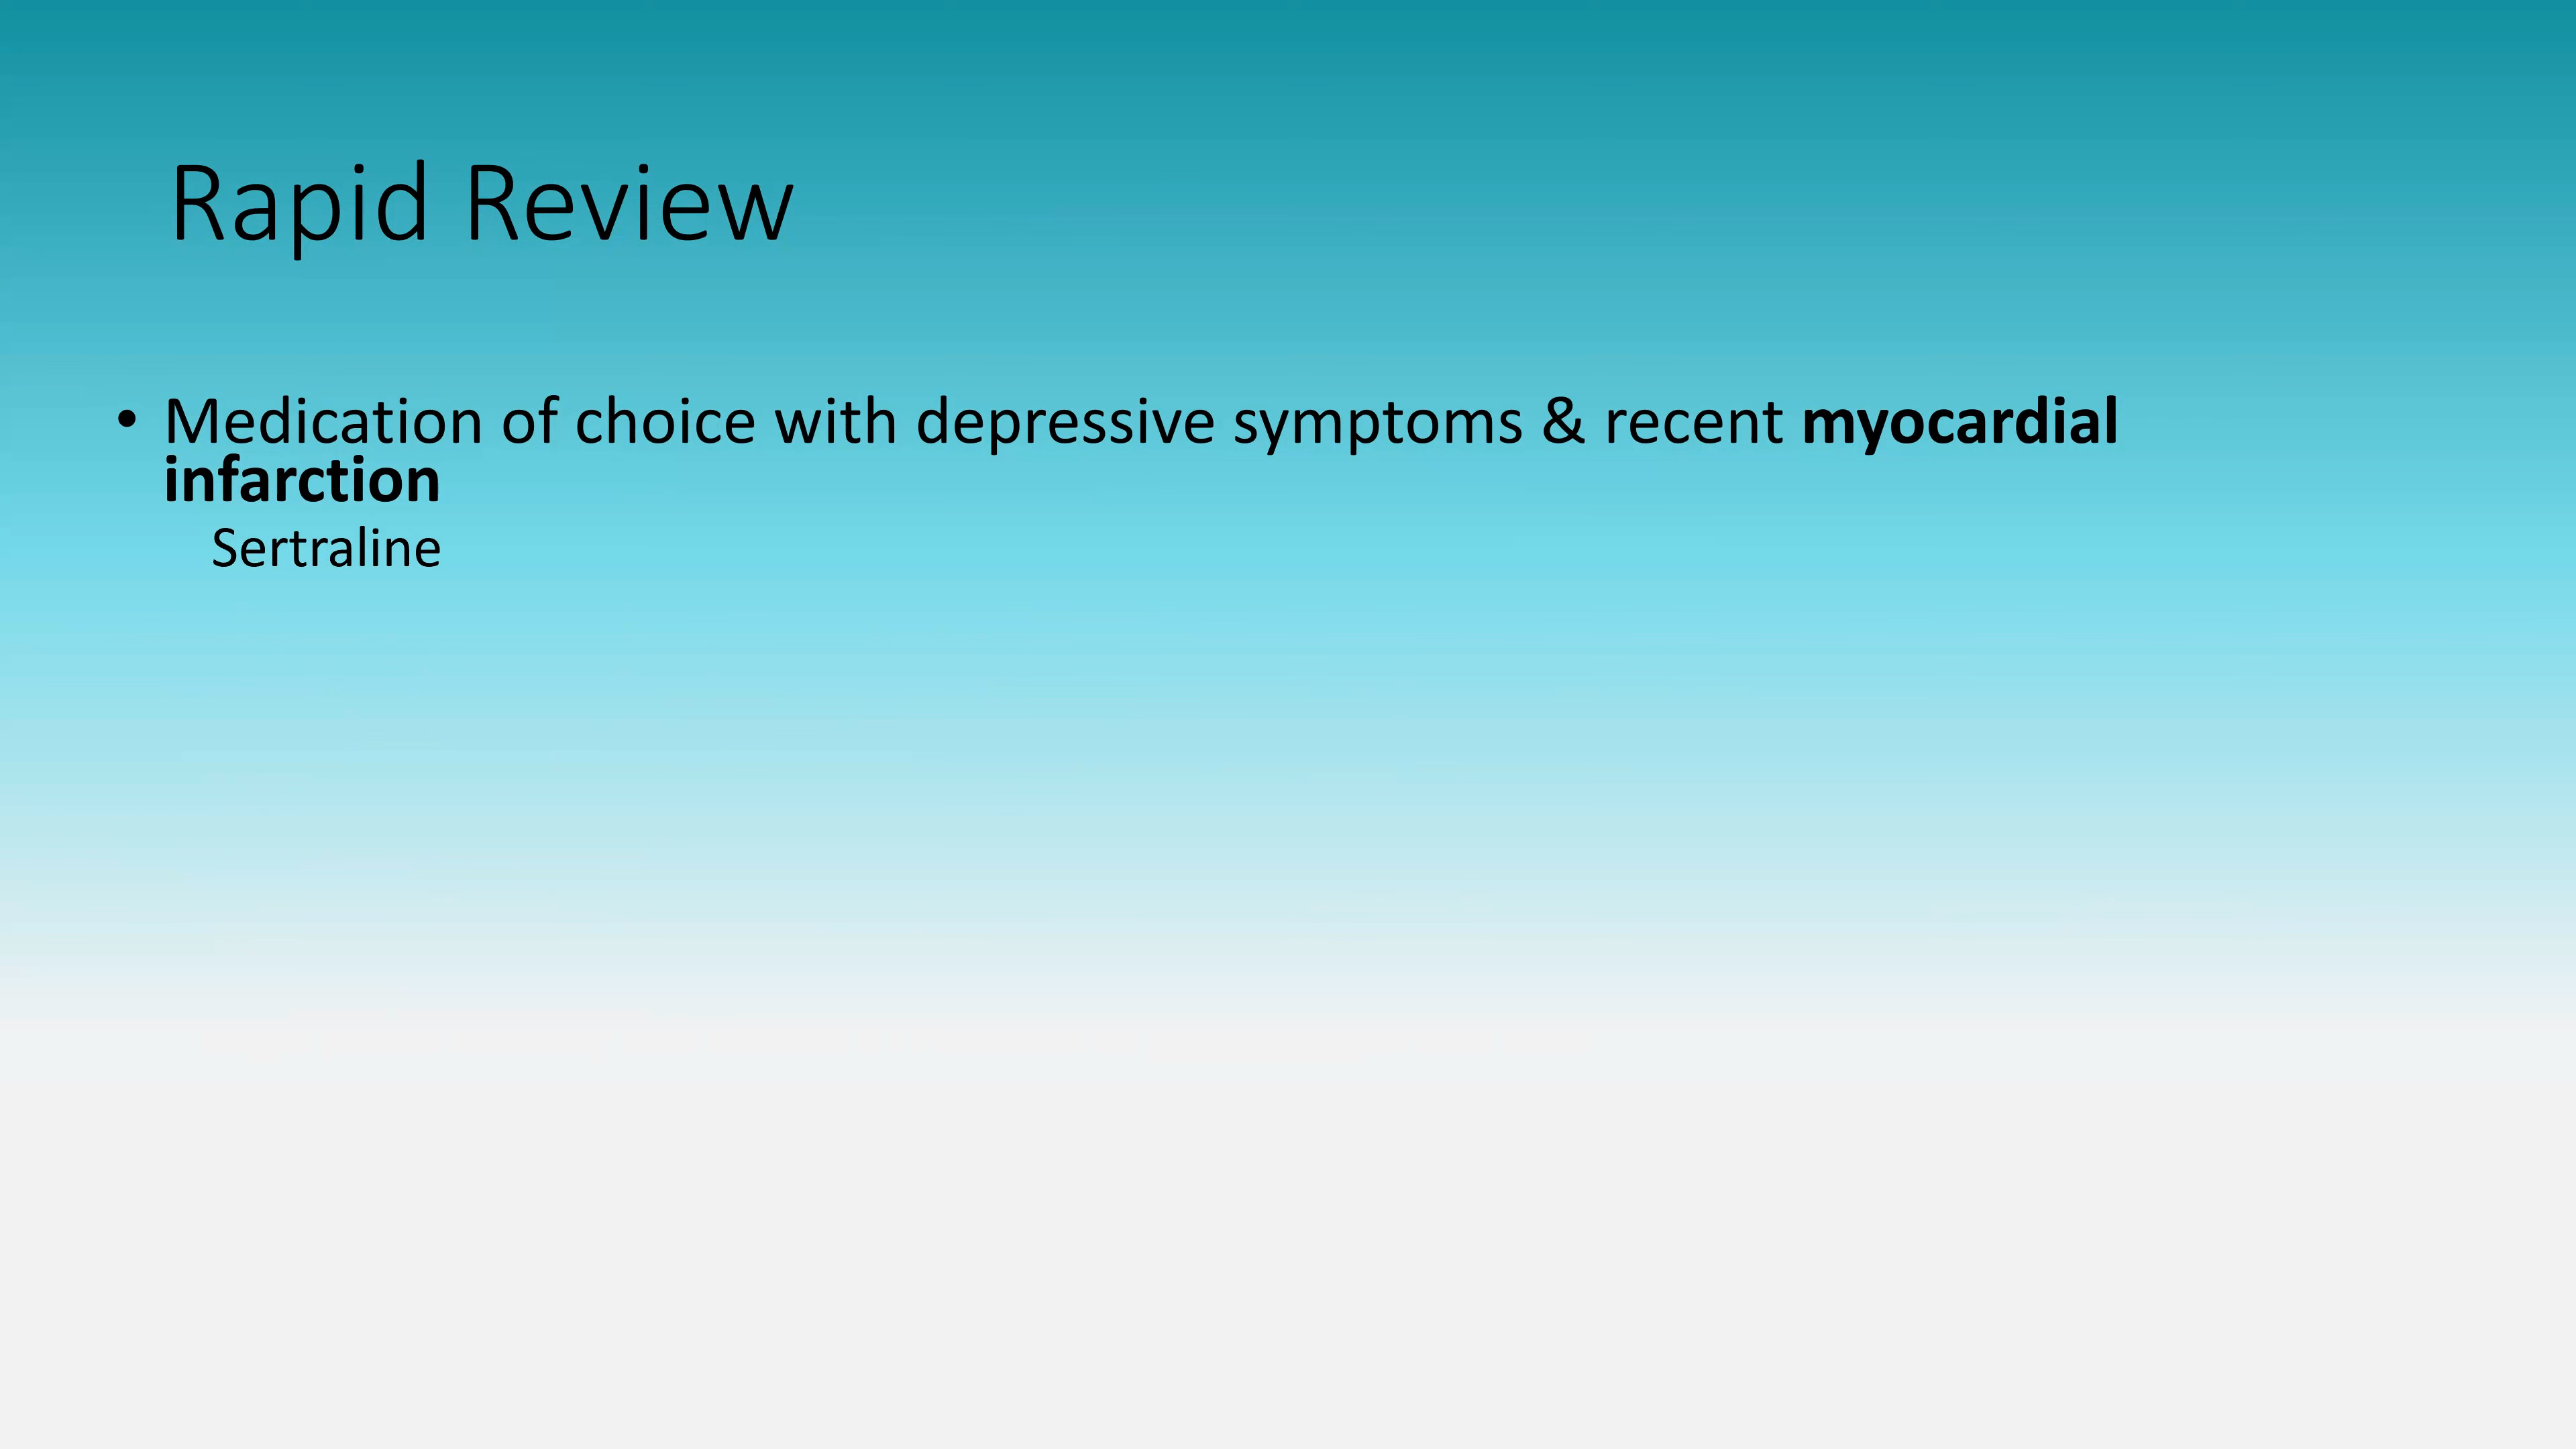 Rapid Review
• Medication of choice with depressive symptoms & recent myocardial
infarction
Sertraline